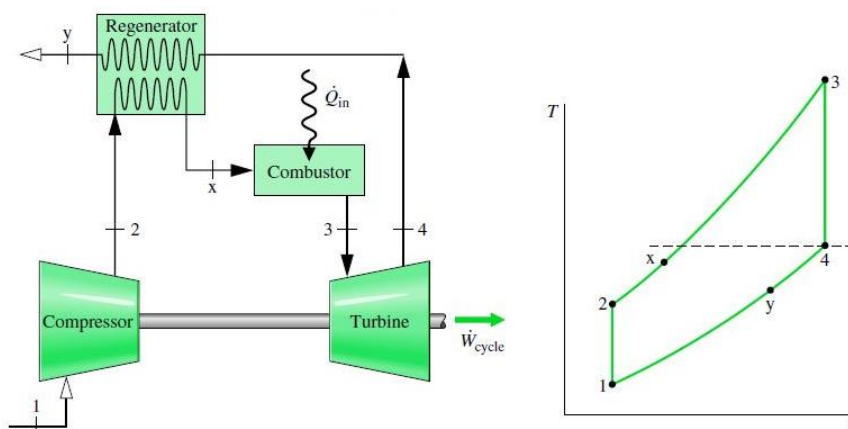 Regenerator
y
Q̇in
Combustor
x
2
3
4
Compressor
Turbine
Ẇcycle
1
T
3
x
4
2
y
1